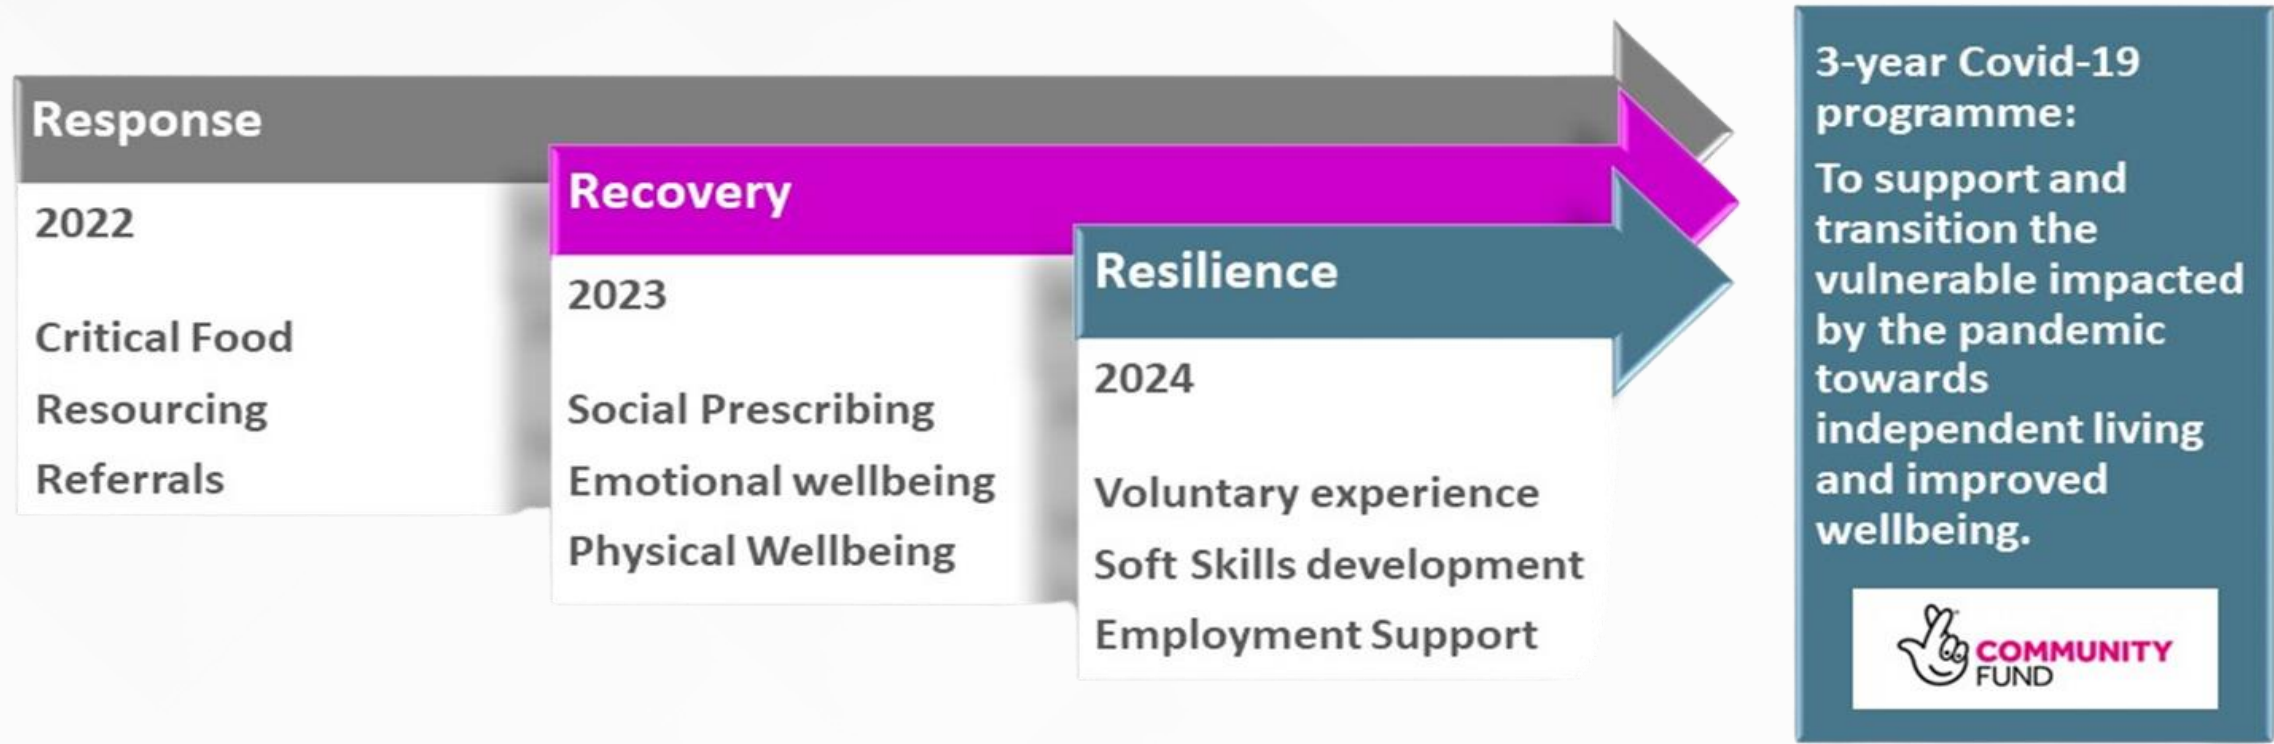 Response
2022
Critical Food
Resourcing
Referrals
Recovery
2023
Social Prescribing
Emotional wellbeing
Physical Wellbeing
Resilience
2024
Voluntary experience
Soft Skills development
Employment Support
3-year Covid-19
programme:
To support and
transition the
vulnerable impacted
by the pandemic
towards
independent living
and improved
wellbeing.
COMMUNITY
FUND